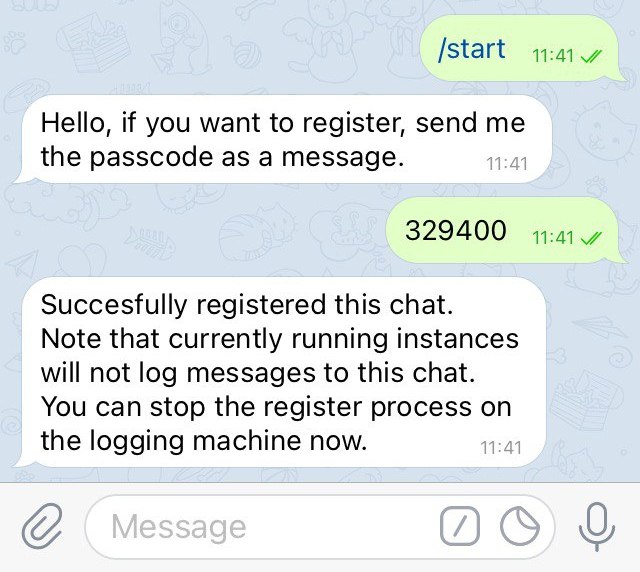 /start 11:41
Hello, if you want to register, send me
the passcode as a message. 11:41
329400 11:41
Succesfully registered this chat.
Note that currently running instances
will not log messages to this chat.
You can stop the register process on
the logging machine now. 11:41
Message